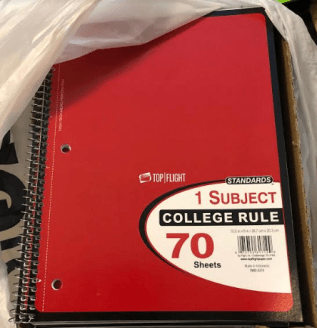 TOP FLIGHT
STANDARDS
1 SUBJECT
COLLEGE RULE
70
Sheets